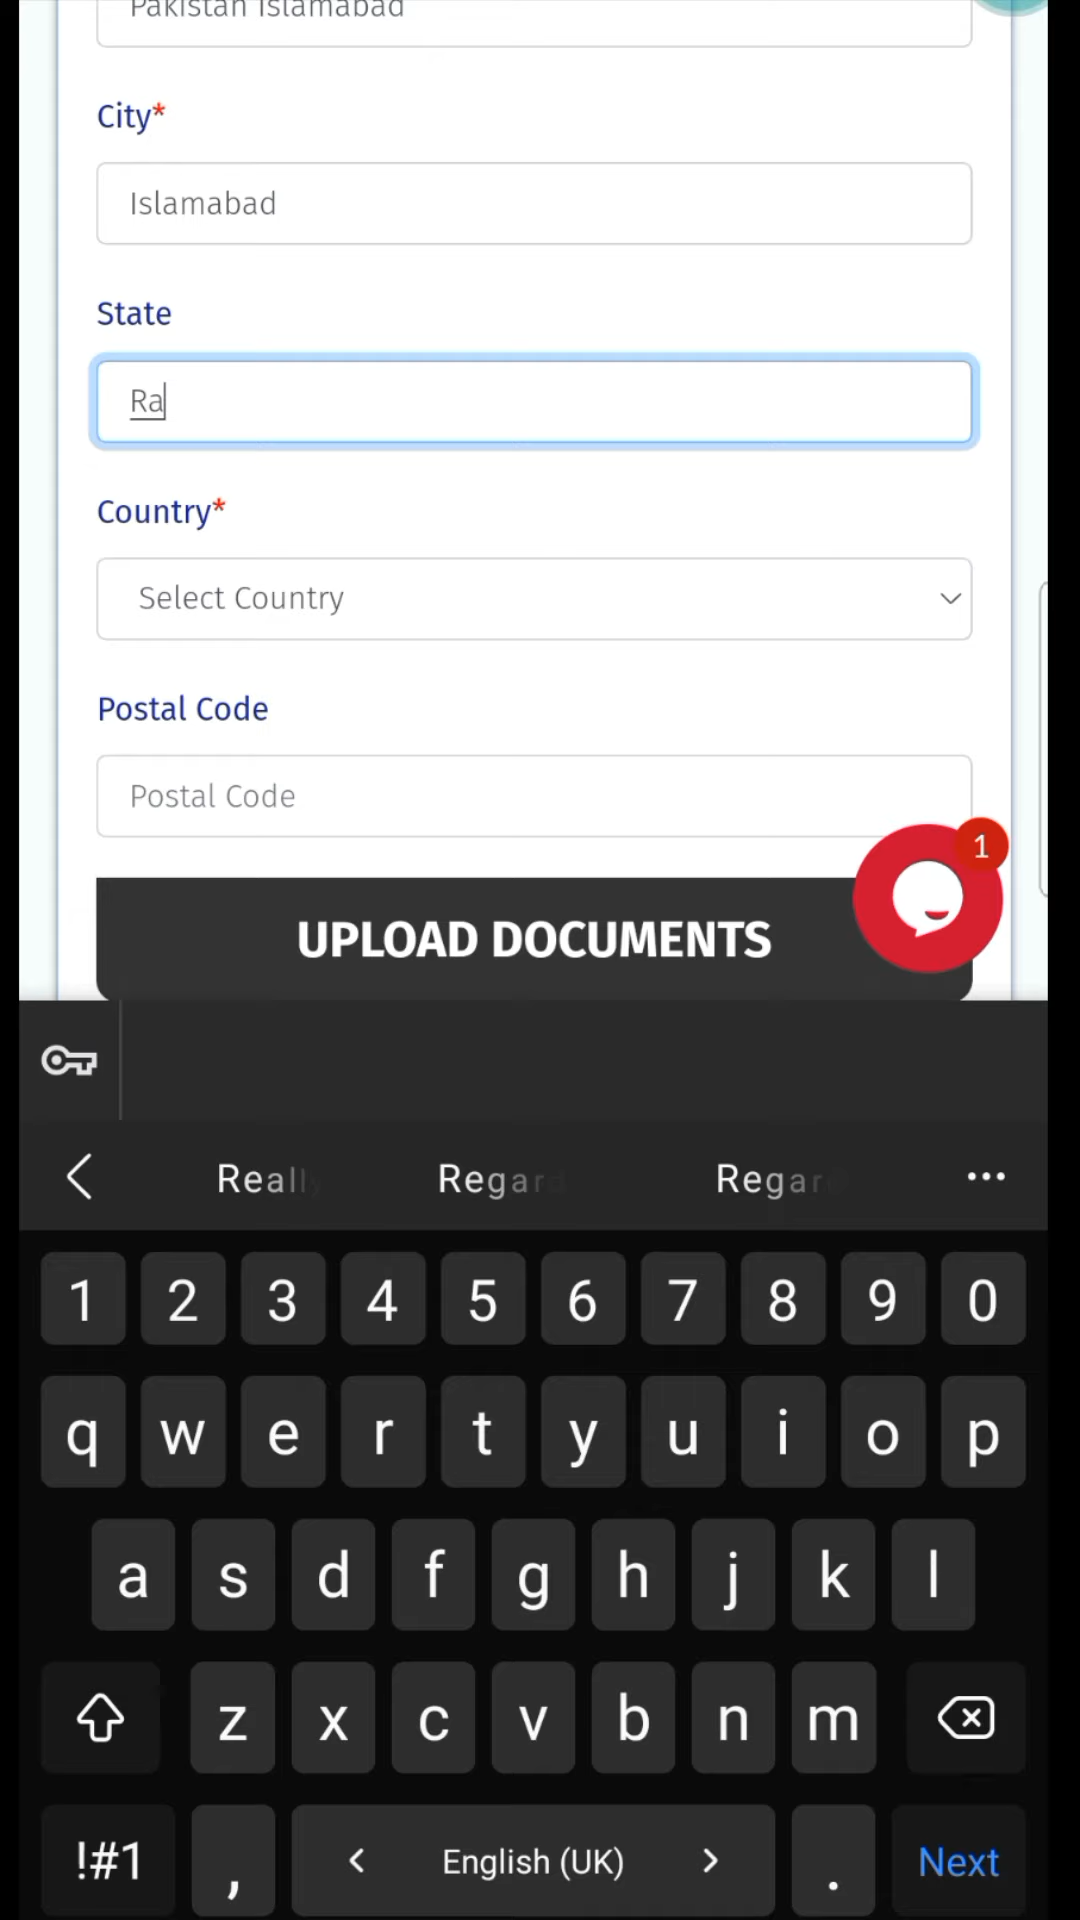 Pakistan Islamabad
City*
Islamabad
State
Ra
Country*
Select Country
Postal Code
Postal Code
1
UPLOAD DOCUMENTS
Really Regard Regar
1 2 3 4 5 6 7 8 9 0
q w e r t y u i o p
a s d f g h j k l
z x c v b n m
!#1 , < English (UK) > . Next